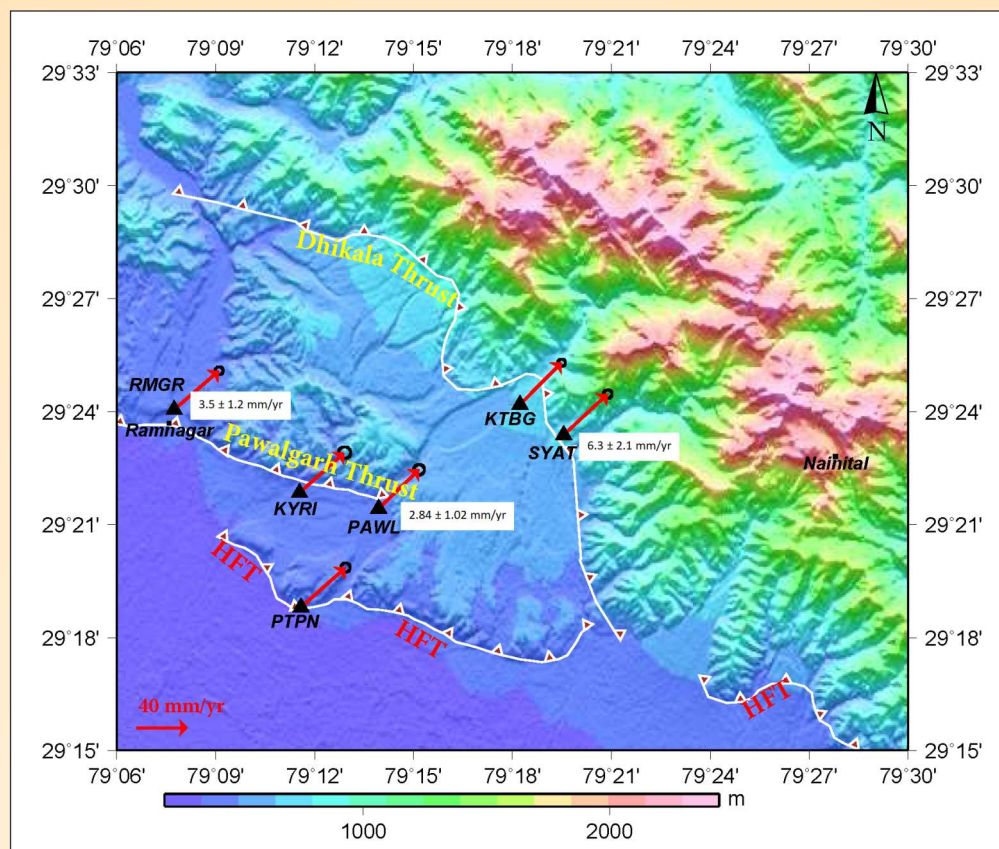 79°06' 79°09' 79°12' 79°15' 79°18' 79°21' 79°24' 79°27' 79°30'
29°33' 29°33'
N
29°30' 29°30'
Dhikala Thrust
29°27' 29°27'
RMGR
3.5 ± 1.2 mm/yr
29°24' 29°24'
KTBG
Ramnagar
SYAT
6.3 ± 2.1 mm/yr
Nainital
Pawalgarh Thrust
KYRI
PAWL
2.84 ± 1.02 mm/yr
29°21' 29°21'
HFT
PTPN
HFT
29°18' 29°18'
HFT
40 mm/yr
29°15' 29°15'
79°06' 79°09' 79°12' 79°15' 79°18' 79°21' 79°24' 79°27' 79°30'
m
1000 2000